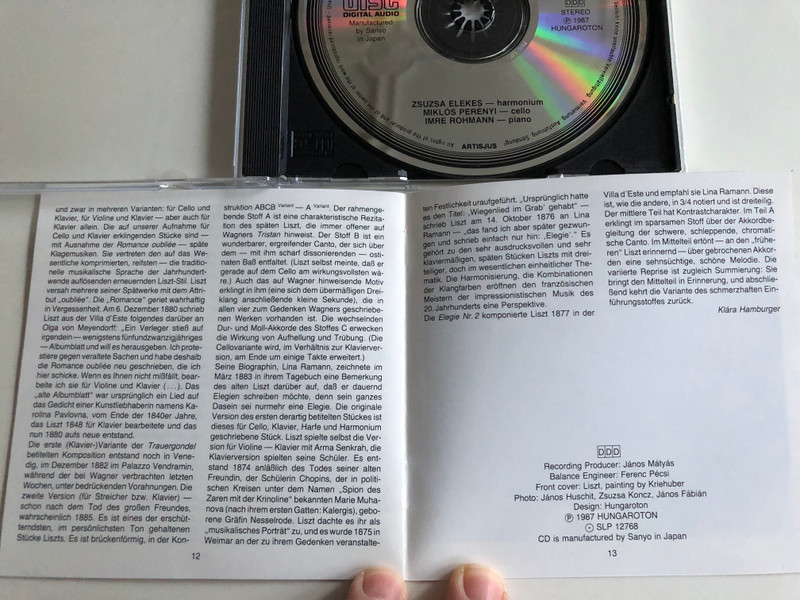 DISC
DIGITAL AUDIO
Manufactured
by Sanyo
in Japan
DDD
STEREO
Ⓟ 1987
HUNGAROTON
ZSUZSA ELEKES — harmonium
MIKLÓS PERÉNYI — cello
IMRE ROHMANN — piano
ARTISJUS
und zwar in mehreren Varianten: für Cello und
Klavier, für Violine und Klavier — aber auch für
Klavier allein. Die auf unserer Aufnahme für
Cello und Klavier erklingenden Stücke sind —
mit Ausnahme der Romance oubliée — späte
Klagemusiken. Sie vertreten den auf das We-
sentliche komprimierten, reifsten — die traditio-
nelle musikalische Sprache der Jahrhundert-
wende auflösenden erneuernden Liszt-Stil. Liszt
versah mehrere seiner Spätwerke mit dem Attri-
but „oubliée". Die „Romance" geriet wahrhaftig
in Vergessenheit. Am 6. Dezember 1880 schrieb
Liszt aus der Villa d'Este folgendes darüber an
Olga von Meyendorff: „Ein Verleger stieß auf
irgendein — wenigstens fünfundzwanzigjähriges
— Albumblatt und will es herausgeben. Ich prote-
stiere gegen veraltete Sachen und habe deshalb
die Romance oubliée neu geschrieben, die ich
hier schicke. Wenn es Ihnen nicht mißfällt, bear-
beite ich sie für Violine und Klavier (...). Das
„alte Albumblatt" war ursprünglich ein Lied auf
das Gedicht einer Kunstliebhaberin namens Ka-
rolina Pavlovna, vom Ende der 1840er Jahre,
das Liszt 1848 für Klavier bearbeitete und das
nun 1880 aufs neue entstand.
Die erste (Klavier-)Variante der Trauergondel
betitelten Komposition entstand noch in Vene-
dig, im Dezember 1882 im Palazzo Vendramin,
während der bei Wagner verbrachten letzten
Wochen, unter bedrückenden Vorahnungen. Die
zweite Version (für Streicher bzw. Klavier) —
schon nach dem Tod des großen Freundes,
wahrscheinlich 1885. Es ist eines der erschüt-
terndsten, im persönlichsten Ton gehaltenen
Stücke Liszts. Es ist brückenförmig, in der Kon-
struktion ABCB Variant — A Variant. Der rahmenge-
bende Stoff A ist eine charakteristische Rezita-
tion des späten Liszt, die immer offener auf
Wagners Tristan hinweist. Der Stoff B ist ein
wunderbarer, ergreifender Canto, der sich über
dem — mit ihm scharf dissonierenden — osti-
naten Baß entfaltet. (Liszt selbst meinte, daß er
gerade auf dem Cello am wirkungsvollsten wä-
re.) Auch das auf Wagner hinweisende Motiv
erklingt in ihm (eine sich dem übermäßigen Drei-
klang anschließende kleine Sekunde), die in
allen vier zum Gedenken Wagners geschriebe-
nen Werken vorhanden ist. Die wechselnden
Dur- und Moll-Akkorde des Stoffes C erwecken
die Wirkung von Aufhellung und Trübung. (Die
Cellovariante wird, im Verhältnis zur Klavierver-
sion, am Ende um einige Takte erweitert.)
Seine Biographin, Lina Ramann, zeichnete im
März 1883 in ihrem Tagebuch eine Bemerkung
des alten Liszt darüber auf, daß er dauernd
Elegien schreiben möchte, denn sein ganzes
Dasein sei nurmehr eine Elegie. Die originale
Version des ersten derartig betitelten Stückes ist
dieses für Cello, Klavier, Harfe und Harmonium
geschriebene Stück. Liszt spielte selbst die Ver-
sion für Violine — Klavier mit Arma Senkrah, die
Klavierversion spielten seine Schüler. Es ent-
stand 1874 anläßlich des Todes seiner alten
Freundin, der Schülerin Chopins, der in politi-
schen Kreisen unter dem Namen „Spion des
Zaren mit der Krinoline" bekannten Marie Muha-
nova (nach ihrem ersten Gatten: Kalergis), gebo-
rene Gräfin Nesselrode. Liszt dachte es ihr als
„musikalisches Porträt" zu, und es wurde 1875 in
Weimar an der zu ihrem Gedenken veranstalte-
12
ten Festlichkeit uraufgeführt. „Ursprünglich hatte
es den Titel: ‚Wiegenlied im Grab' gehabt" —
schrieb Liszt am 14. Oktober 1876 an Lina
Ramann — „das fand ich aber später gezwun-
gen und schrieb einfach nur hin: ‚Elegie'." Es
gehört zu den sehr ausdrucksvollen und sehr
klaviermäßigen, späten Stücken Liszts mit drei-
teiliger, doch im wesentlichen einheitlicher The-
matik. Die Harmonisierung, die Kombinationen
der Klangfarben eröffnen den französischen
Meistern der impressionistischen Musik des
20. Jahrhunderts eine Perspektive.
Die Elegie Nr. 2 komponierte Liszt 1877 in der
Villa d'Este und empfahl sie Lina Ramann. Diese
ist, wie die andere, in 3/4 notiert und ist dreiteilig.
Der mittlere Teil hat Kontrastcharakter. Im Teil A
erklingt im sparsamen Stoff über der Akkordbe-
gleitung der schwere, schleppende, chromati-
sche Canto. Im Mittelteil ertönt — an den „frühe-
ren" Liszt erinnernd — über gebrochenen Akkor-
den eine sehnsüchtige, schöne Melodie. Die
variierte Reprise ist zugleich Summierung: Sie
bringt den Mittelteil in Erinnerung, und abschlie-
ßend kehrt die Variante des schmerzhaften Ein-
führungsstoffes zurück.
Klára Hamburger
DDD
Recording Producer: János Mátyás
Balance Engineer: Ferenc Pécsi
Front cover: Liszt, painting by Kriehuber
Photo: János Huschit, Zsuzsa Koncz, János Fábián
Design: Hungaroton
Ⓟ 1987 HUNGAROTON
SLP 12768
CD is manufactured by Sanyo in Japan
13